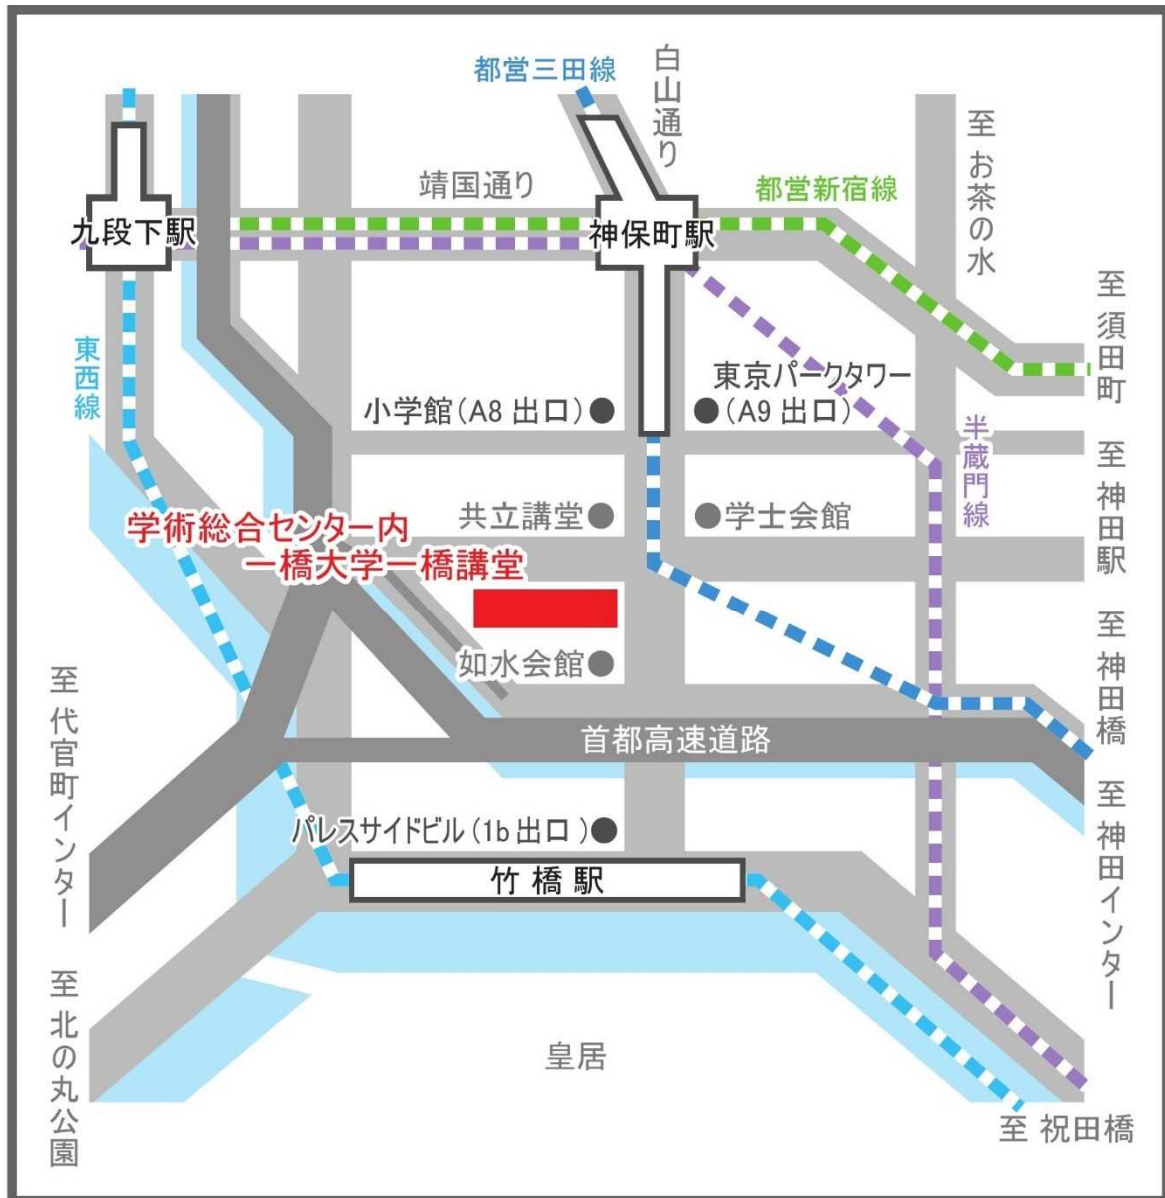 都営三田線
白山通り
靖国通り
都営新宿線
至 お茶の水
九段下駅
神保町駅
至 須田町
東西線
東京パークタワー
小学館（A8 出口）
（A9 出口）
半蔵門線
至 神田駅
共立講堂
学士会館
学術総合センター内
一橋大学一橋講堂
如水会館
至 神田橋
至 代官町インター
首都高速道路
至 神田インター
パレスサイドビル（1b 出口）
竹橋駅
至 北の丸公園
皇居
至 祝田橋